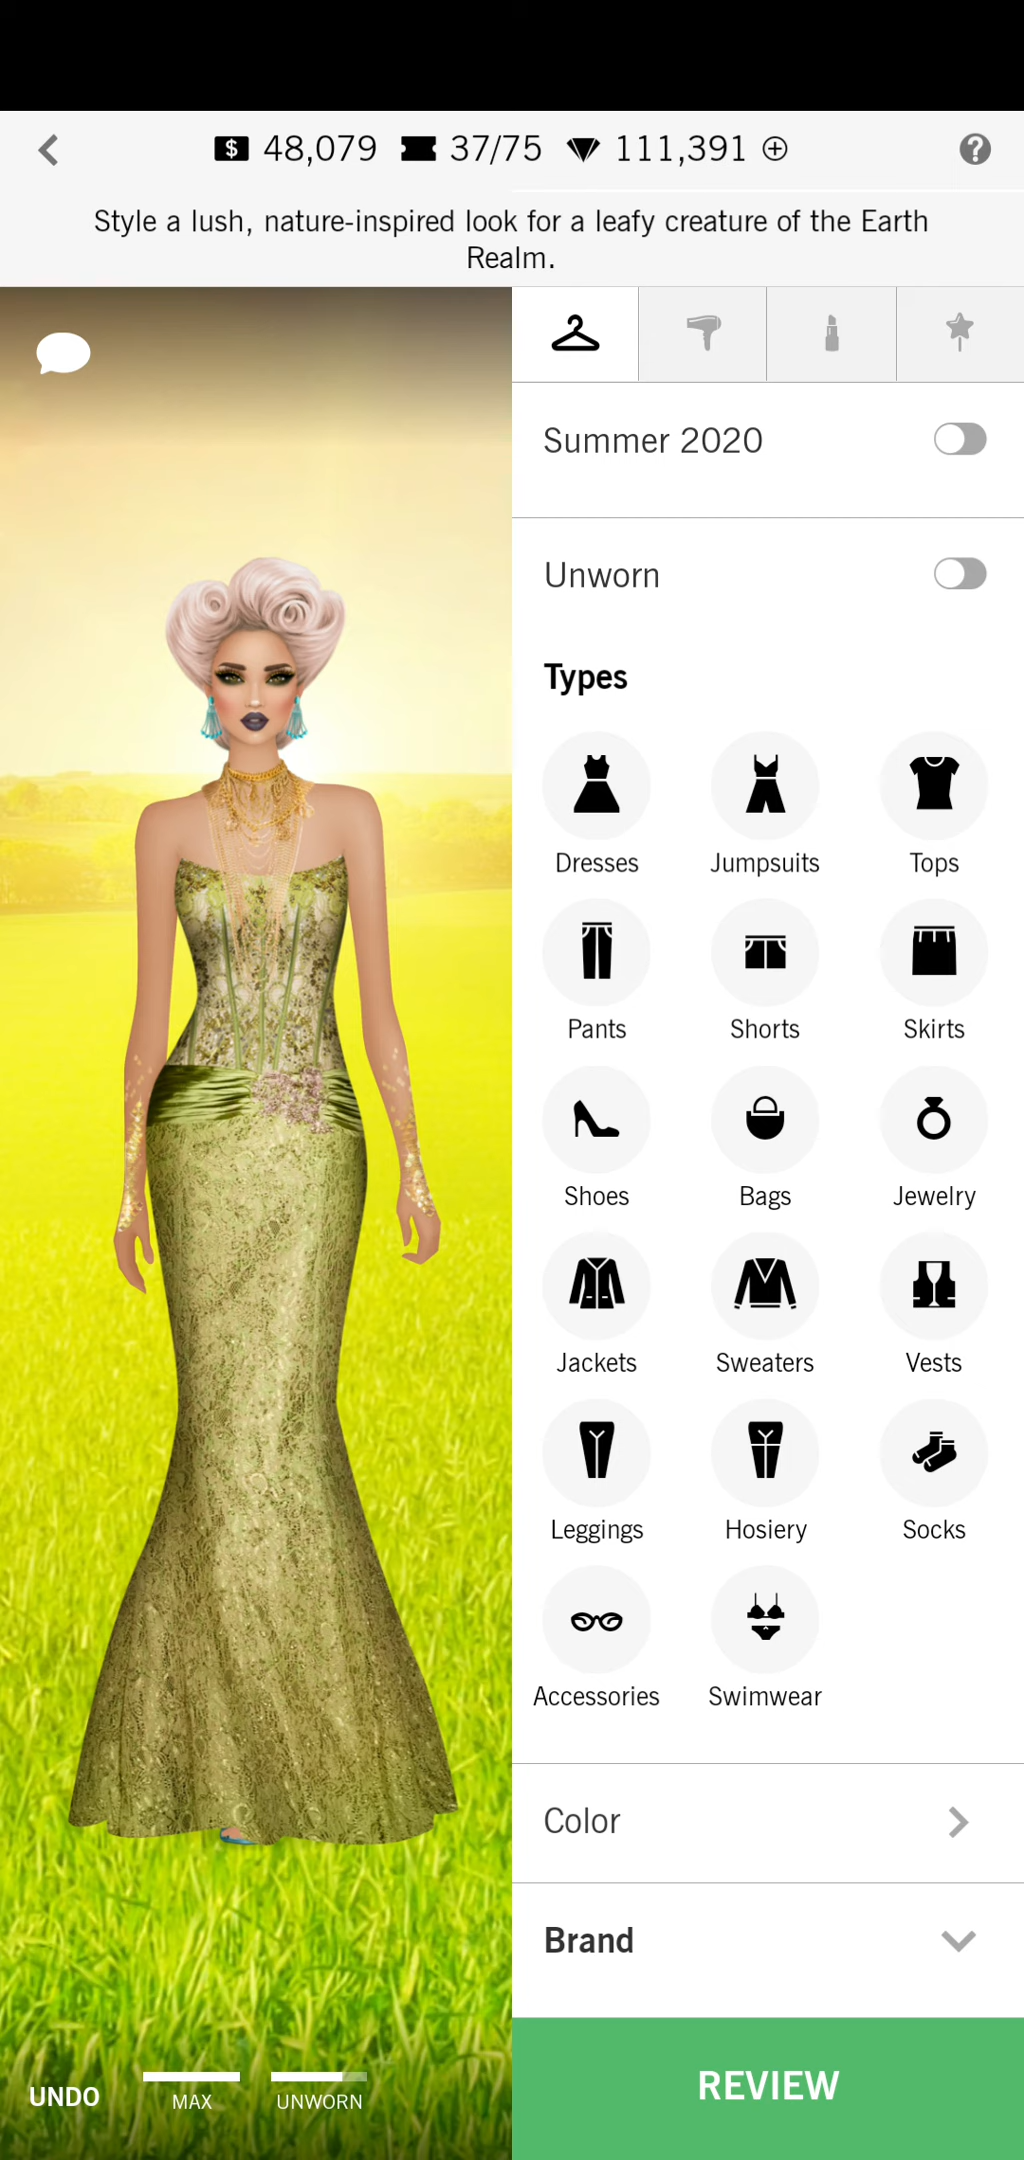 48,079 37/75 111,391
Style a lush, nature-inspired look for a leafy creature of the Earth
Realm.
Summer 2020
Unworn
Types
Dresses Jumpsuits Tops
Pants Shorts Skirts
Shoes Bags Jewelry
Jackets Sweaters Vests
Leggings Hosiery Socks
Accessories Swimwear
Color
Brand
UNDO MAX UNWORN
REVIEW